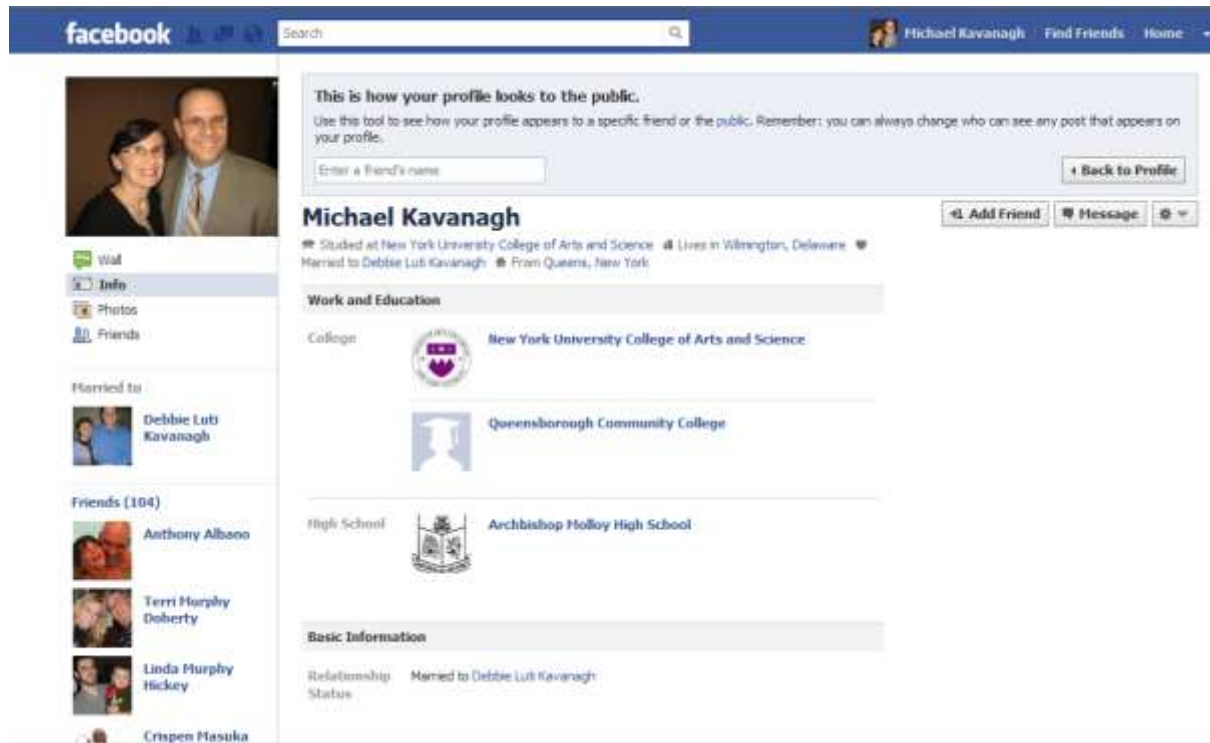 facebook
Search
Michael Kavanagh Find Friends Home
This is how your profile looks to the public.
Use this tool to see how your profile appears to a specific friend or the public. Remember: you can always change who can see any post that appears on
your profile.
Enter a friend's name
Back to Profile
Michael Kavanagh
Add Friend
Message
Studied at New York University College of Arts and Science Lives in Wilmington, Delaware
Married to Debbie Luti Kavanagh From Queens, New York
Wall
Info
Photos
Friends
Married to
Debbie Luti
Kavanagh
Friends (104)
Anthony Albano
Terri Murphy
Doherty
Linda Murphy
Hickey
Crispen Masuka
Work and Education
College
New York University College of Arts and Science
Queensborough Community College
High School
Archbishop Molloy High School
Basic Information
Relationship
Status
Married to Debbie Luti Kavanagh